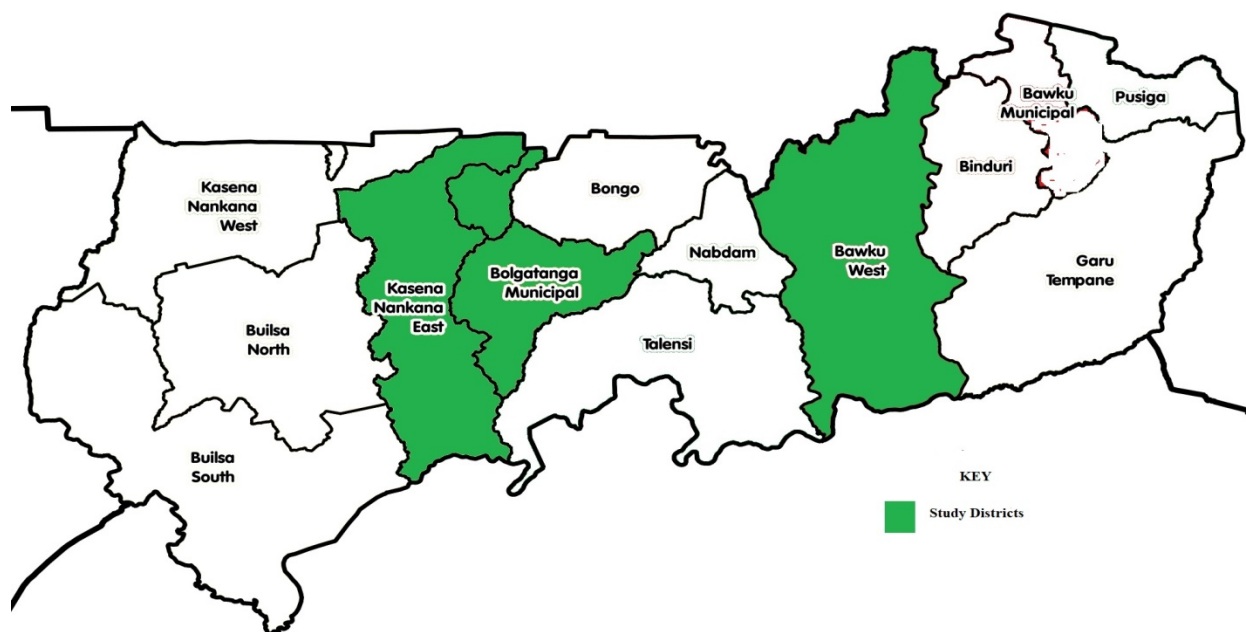 Kasena
Nankana
West
Builsa
North
Builsa
South
Kasena
Nankana
East
Bolgatanga
Municipal
Bongo
Nabdam
Talensi
Bawku
West
Binduri
Bawku
Municipal
Pusiga
Garu
Tempane
KEY
Study Districts